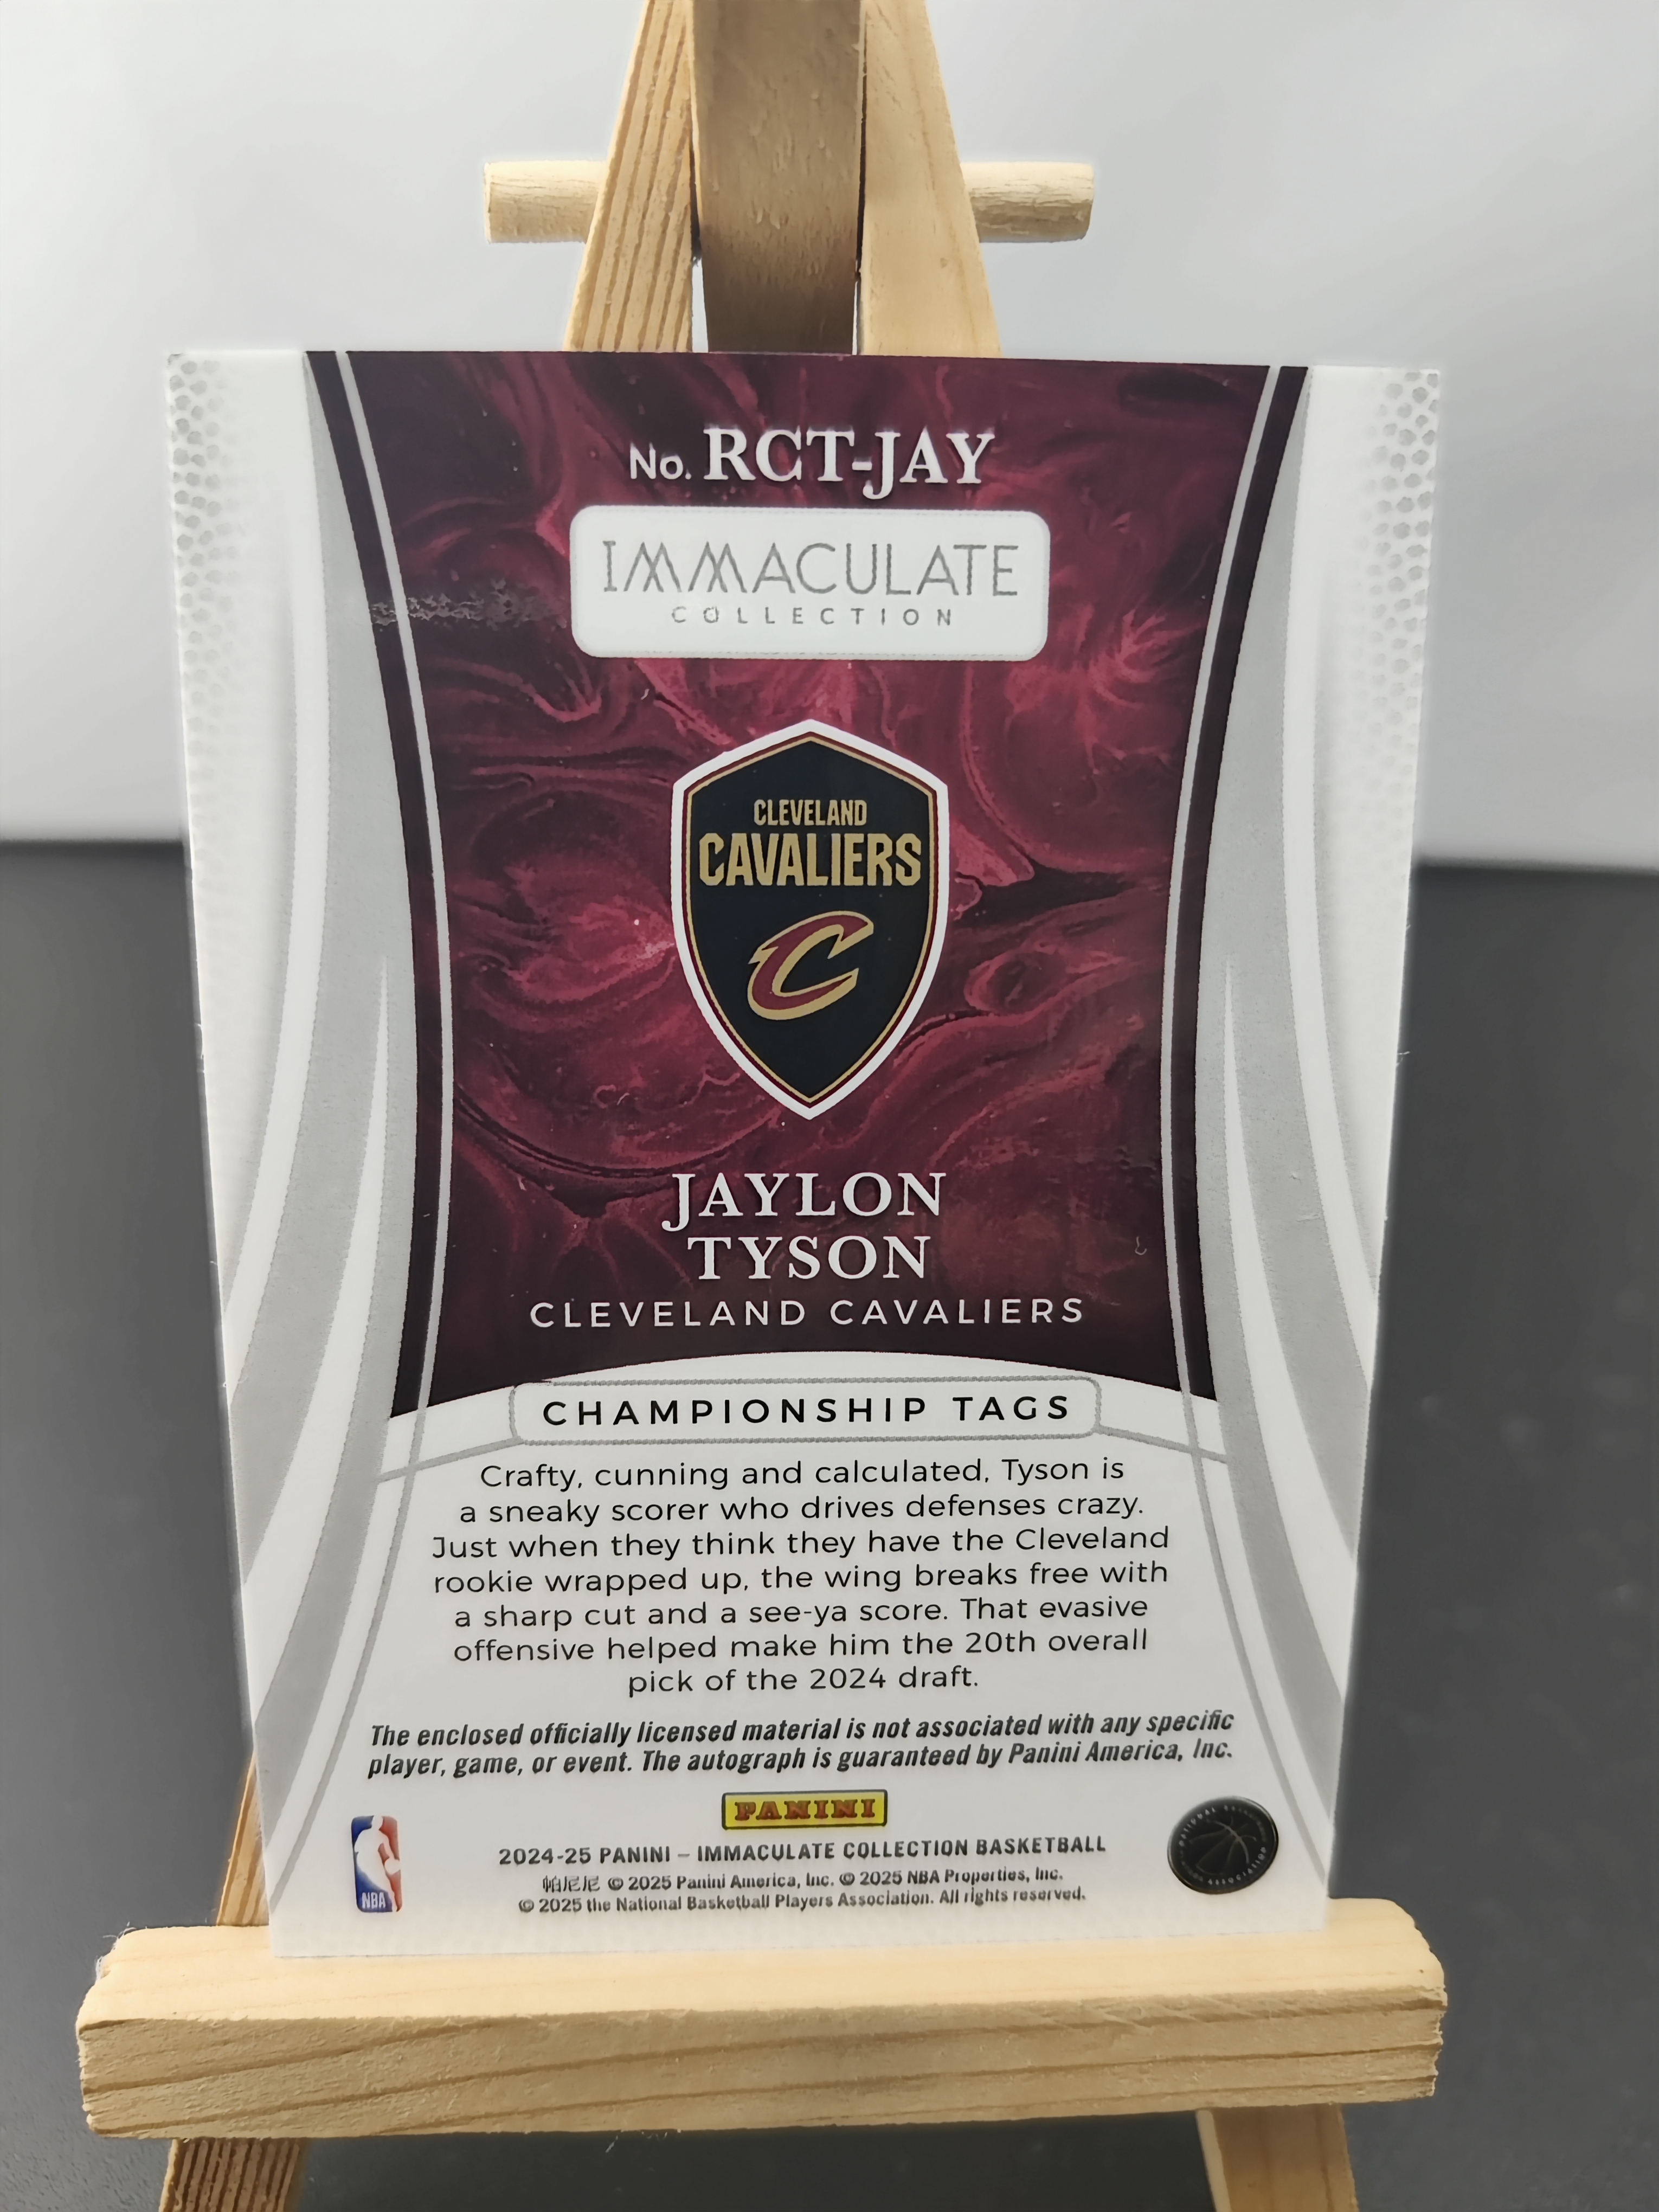 No. RCT-JAY
IMMACULATE
COLLECTION
CLEVELAND
CAVALIERS
C
JAYLON
TYSON
CLEVELAND CAVALIERS
CHAMPIONSHIP TAGS
Crafty, cunning and calculated, Tyson is
a sneaky scorer who drives defenses crazy.
Just when they think they have the Cleveland
rookie wrapped up, the wing breaks free with
a sharp cut and a see-ya score. That evasive
offensive helped make him the 20th overall
pick of the 2024 draft.
The enclosed officially licensed material is not associated with any specific
player, game, or event. The autograph is guaranteed by Panini America, Inc.
PANINI
2024-25 PANINI – IMMACULATE COLLECTION BASKETBALL
帕尼尼 © 2025 Panini America, Inc. © 2025 NBA Properties, Inc.
© 2025 the National Basketball Players Association. All rights reserved.
NBA